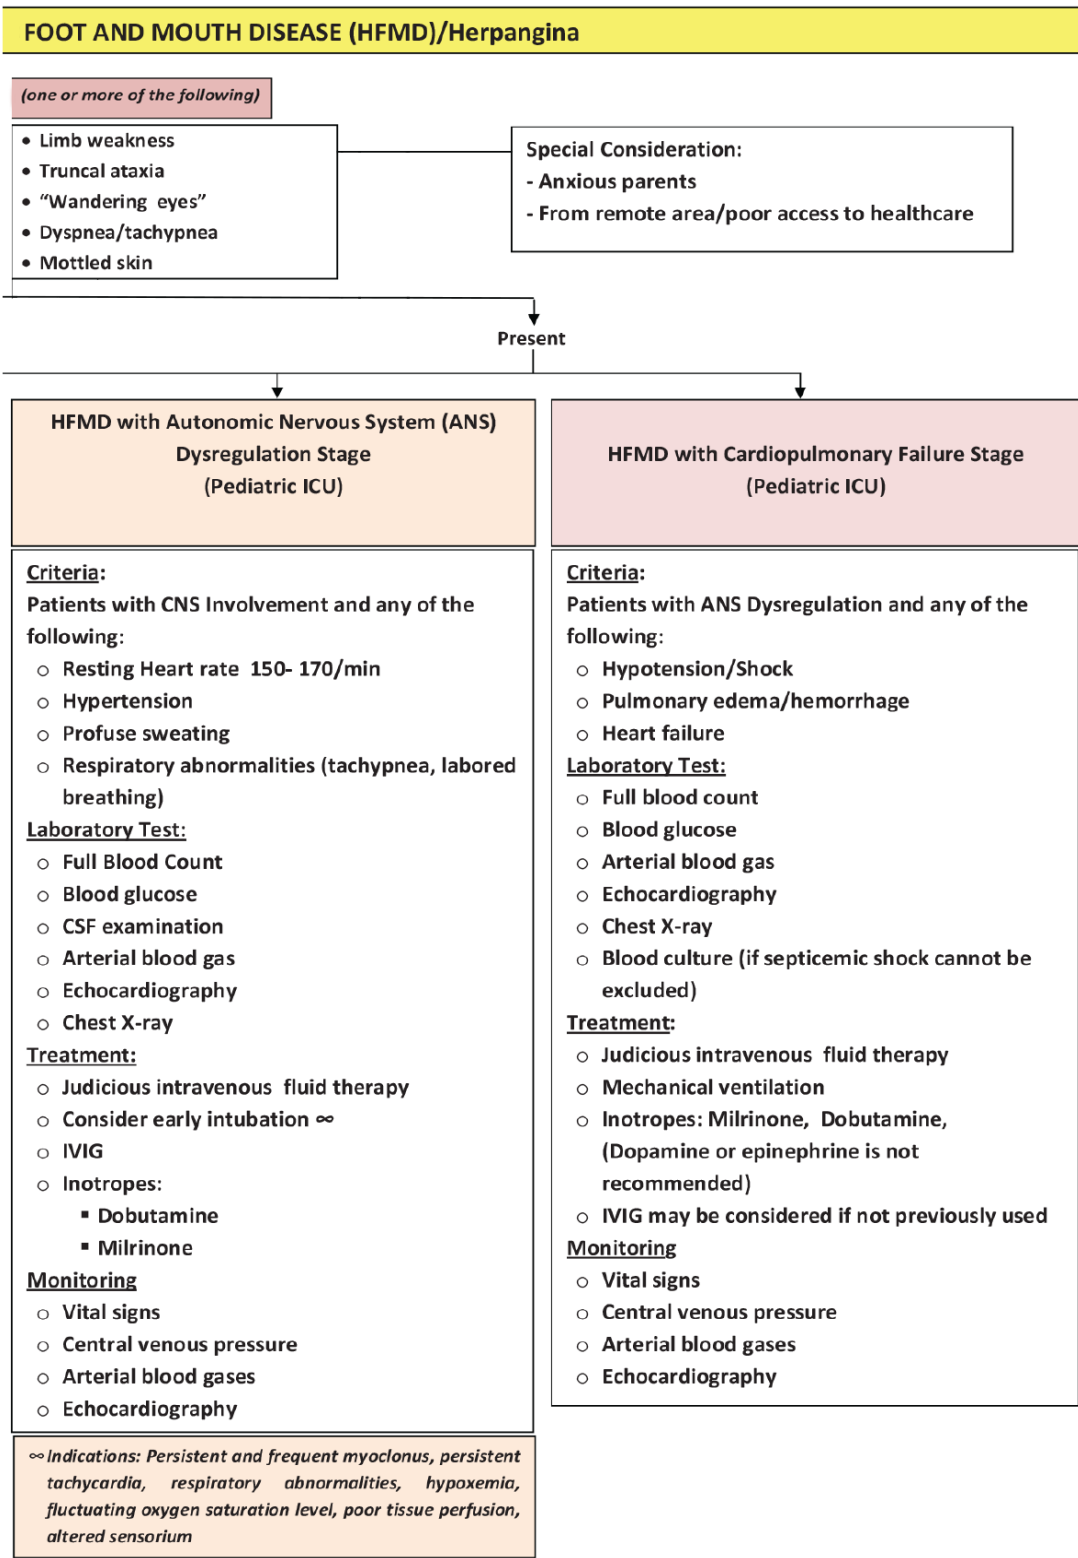 FOOT AND MOUTH DISEASE (HFMD)/Herpangina
(one or more of the following)
• Limb weakness
• Truncal ataxia
• “Wandering eyes”
• Dyspnea/tachypnea
• Mottled skin
Special Consideration:
- Anxious parents
- From remote area/poor access to healthcare
Present
HFMD with Autonomic Nervous System (ANS)
Dysregulation Stage
(Pediatric ICU)
Criteria:
Patients with CNS Involvement and any of the
following:
o Resting Heart rate 150- 170/min
o Hypertension
o Profuse sweating
o Respiratory abnormalities (tachypnea, labored
breathing)
Laboratory Test:
o Full Blood Count
o Blood glucose
o CSF examination
o Arterial blood gas
o Echocardiography
o Chest X-ray
Treatment:
o Judicious intravenous fluid therapy
o Consider early intubation ∞
o IVIG
o Inotropes:
▪ Dobutamine
▪ Milrinone
Monitoring
o Vital signs
o Central venous pressure
o Arterial blood gases
o Echocardiography
∞ Indications: Persistent and frequent myoclonus, persistent
tachycardia, respiratory abnormalities, hypoxemia,
fluctuating oxygen saturation level, poor tissue perfusion,
altered sensorium
HFMD with Cardiopulmonary Failure Stage
(Pediatric ICU)
Criteria:
Patients with ANS Dysregulation and any of the
following:
o Hypotension/Shock
o Pulmonary edema/hemorrhage
o Heart failure
Laboratory Test:
o Full blood count
o Blood glucose
o Arterial blood gas
o Echocardiography
o Chest X-ray
o Blood culture (if septicemic shock cannot be
excluded)
Treatment:
o Judicious intravenous fluid therapy
o Mechanical ventilation
o Inotropes: Milrinone, Dobutamine,
(Dopamine or epinephrine is not
recommended)
o IVIG may be considered if not previously used
Monitoring
o Vital signs
o Central venous pressure
o Arterial blood gases
o Echocardiography